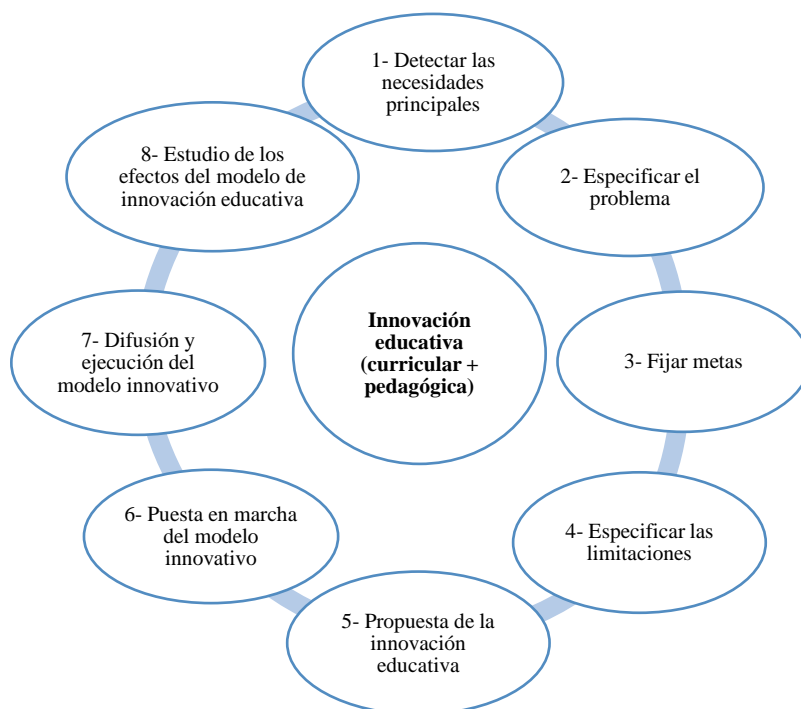 1- Detectar las
necesidades
principales
2- Especificar el
problema
3- Fijar metas
4- Especificar las
limitaciones
5- Propuesta de la
innovación
educativa
6- Puesta en marcha
del modelo
innovativo
7- Difusión y
ejecución del
modelo innovativo
8- Estudio de los
efectos del modelo de
innovación educativa
Innovación
educativa
(curricular +
pedagógica)